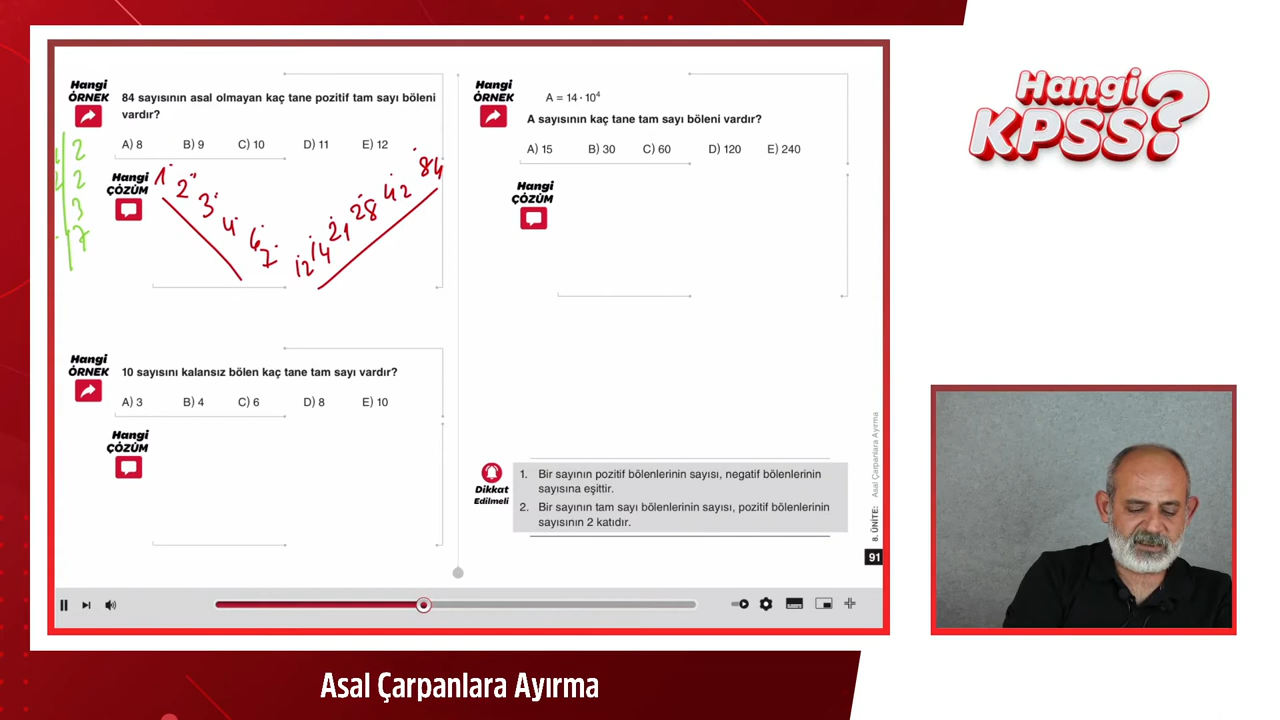 Hangi
KPSS?
Hangi
ÖRNEK
84 sayısının asal olmayan kaç tane pozitif tam sayı böleni
vardır?
A) 8 B) 9 C) 10 D) 11 E) 12
Hangi
ÇÖZÜM
2
2
3
7
1
2
3
4
6
7
12
14
21
28
42
84
Hangi
ÖRNEK
10 sayısını kalansız bölen kaç tane tam sayı vardır?
A) 3 B) 4 C) 6 D) 8 E) 10
Hangi
ÇÖZÜM
Hangi
ÖRNEK
A = 14 · 10⁴
A sayısının kaç tane tam sayı böleni vardır?
A) 15 B) 30 C) 60 D) 120 E) 240
Hangi
ÇÖZÜM
Dikkat
Edilmeli
1. Bir sayının pozitif bölenlerinin sayısı, negatif bölenlerinin
sayısına eşittir.
2. Bir sayının tam sayı bölenlerinin sayısı, pozitif bölenlerinin
sayısının 2 katıdır.
8. ÜNİTE: Asal Çarpanlara Ayırma
91
Asal Çarpanlara Ayırma